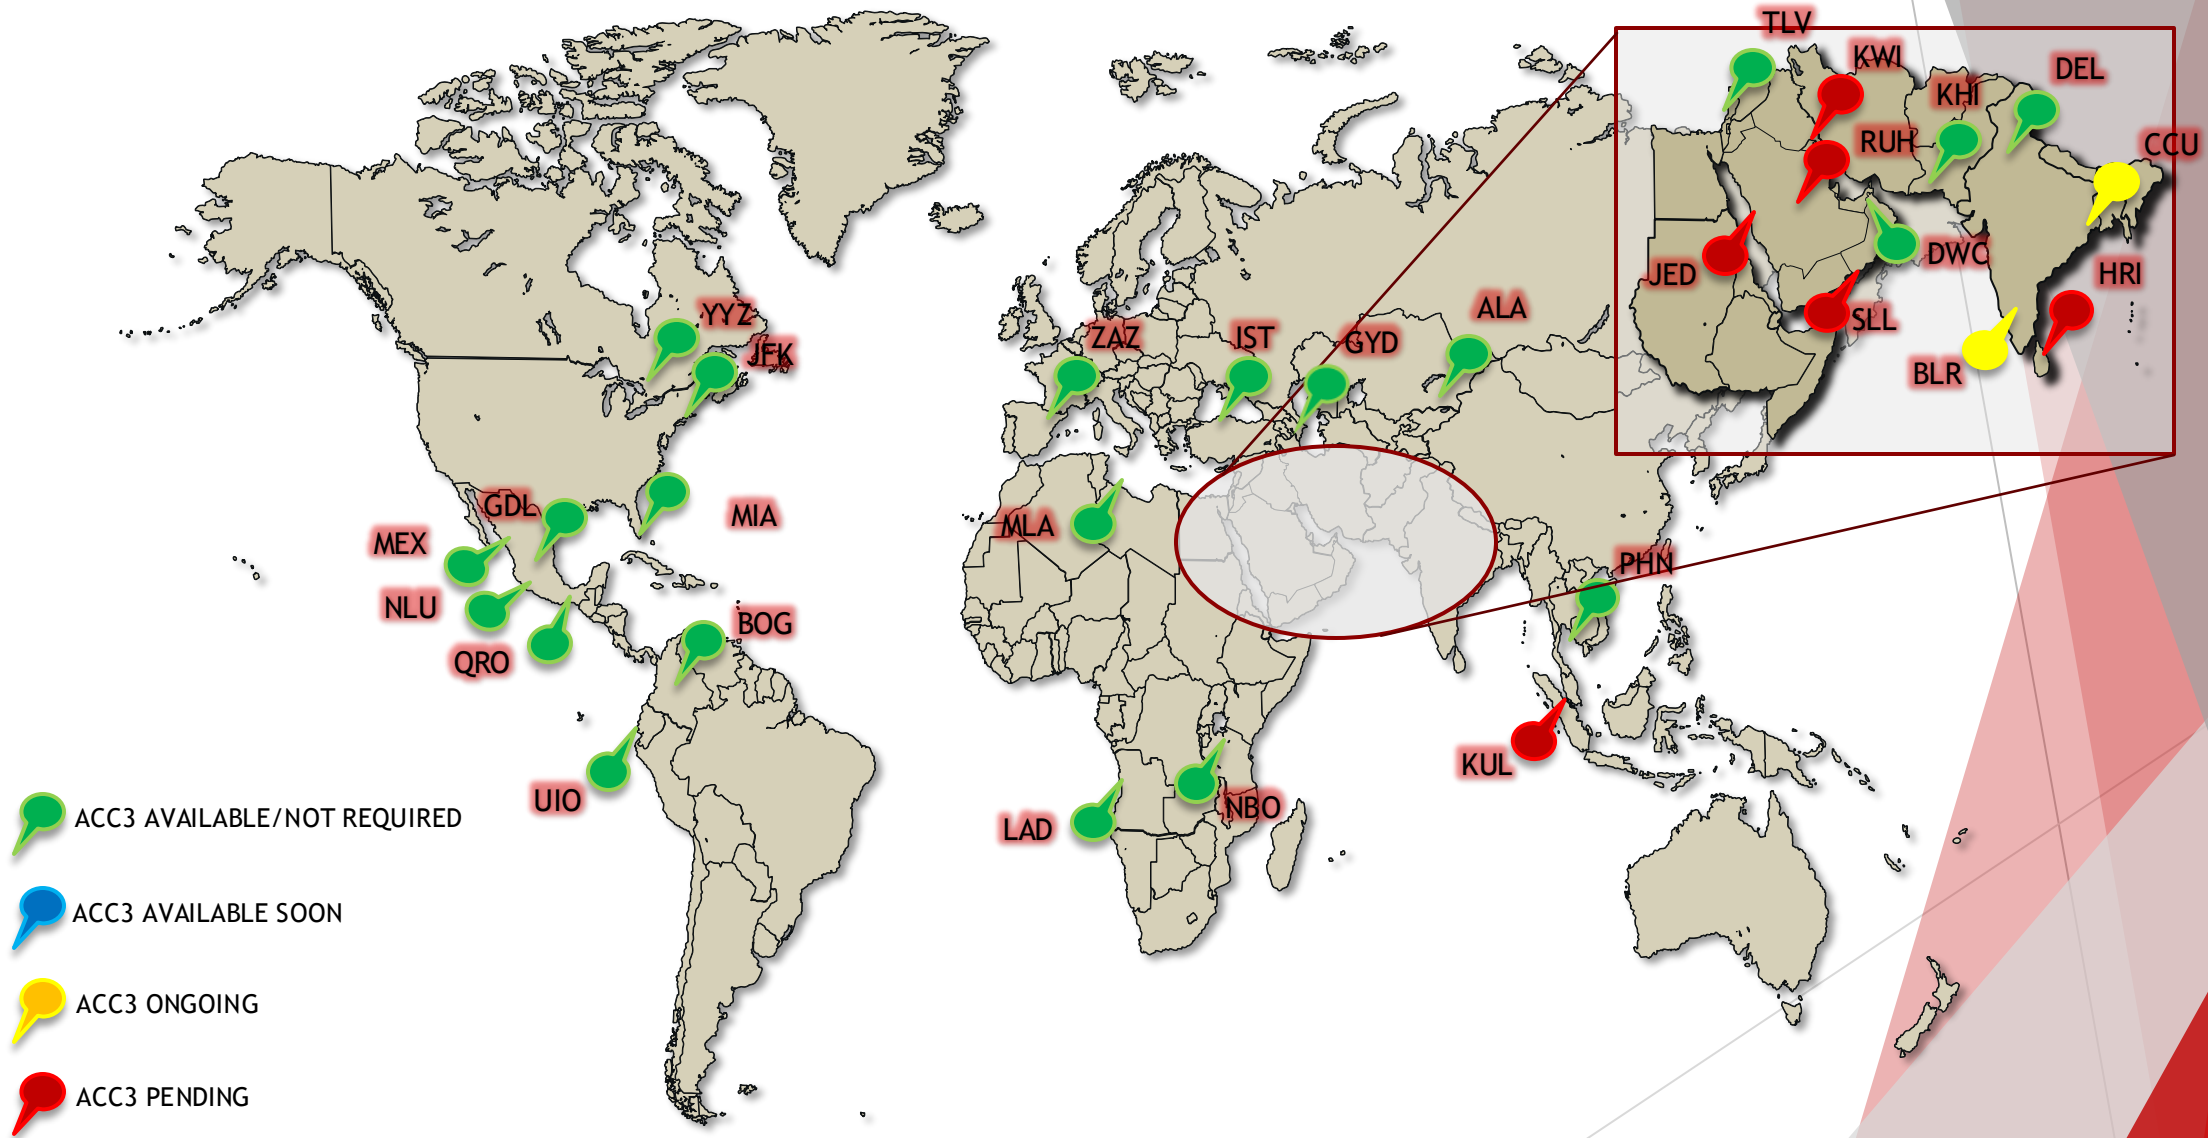 TLV
KWI
DEL
KHI
RUH
CCU
JED
DWC
HRI
SLL
BLR
YYZ
JFK
ZAZ
IST
GYD
ALA
GDL
MIA
MEX
MLA
NLU
PHN
BOG
QRO
KUL
UIO
LAD
NBO
ACC3 AVAILABLE/NOT REQUIRED
ACC3 AVAILABLE SOON
ACC3 ONGOING
ACC3 PENDING